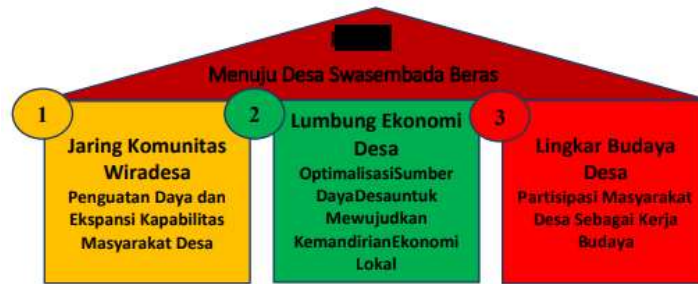 Menuju Desa Swasembada Beras
1
Jaring Komunitas
Wiradesa
Penguatan Daya dan
Ekspansi Kapabilitas
Masyarakat Desa
2
Lumbung Ekonomi
Desa
OptimalisasiSumber
DayaDesauntuk
Mewujudkan
KemandirianEkonomi
Lokal
3
Lingkar Budaya
Desa
Partisipasi Masyarakat
Desa Sebagai Kerja
Budaya